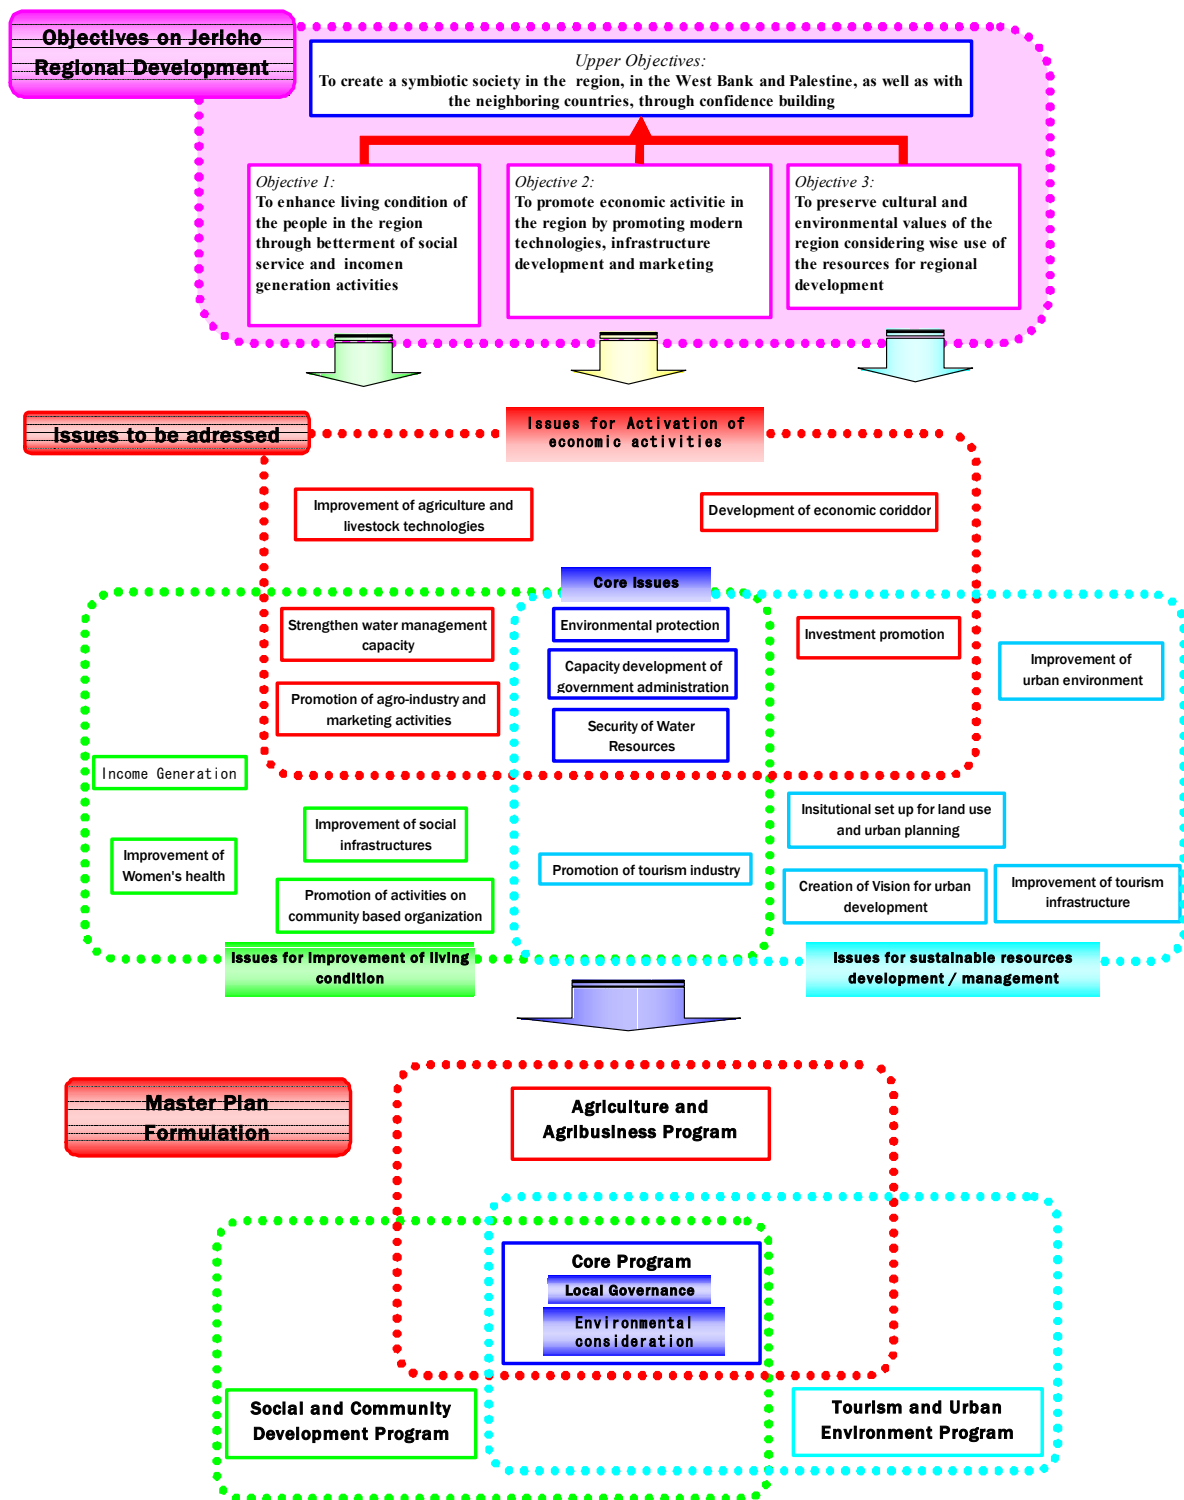 Objectives on Jericho
Regional Development
Upper Objectives:
To create a symbiotic society in the region, in the West Bank and Palestine, as well as with
the neighboring countries, through confidence building
Objective 1:
To enhance living condition of
the people in the region
through betterment of social
service and incomen
generation activities
Objective 2:
To promote economic activitie in
the region by promoting modern
technologies, infrastructure
development and marketing
Objective 3:
To preserve cultural and
environmental values of the
region considering wise use of
the resources for regional
development
Issues to be adressed
Issues for Activation of
economic activities
Improvement of agriculture and
livestock technologies
Development of economic coriddor
Core Issues
Strengthen water management
capacity
Environmental protection
Investment promotion
Improvement of
urban environment
Capacity development of
government administration
Promotion of agro-industry and
marketing activities
Security of Water
Resources
Income Generation
Improvement of social
infrastructures
Insitutional set up for land use
and urban planning
Improvement of
Women's health
Promotion of tourism industry
Promotion of activities on
community based organization
Creation of Vision for urban
development
Improvement of tourism
infrastructure
Issues for improvement of living
condition
Issues for sustainable resources
development / management
Master Plan
Formulation
Agriculture and
Agribusiness Program
Core Program
Local Governance
Environmental
consideration
Social and Community
Development Program
Tourism and Urban
Environment Program